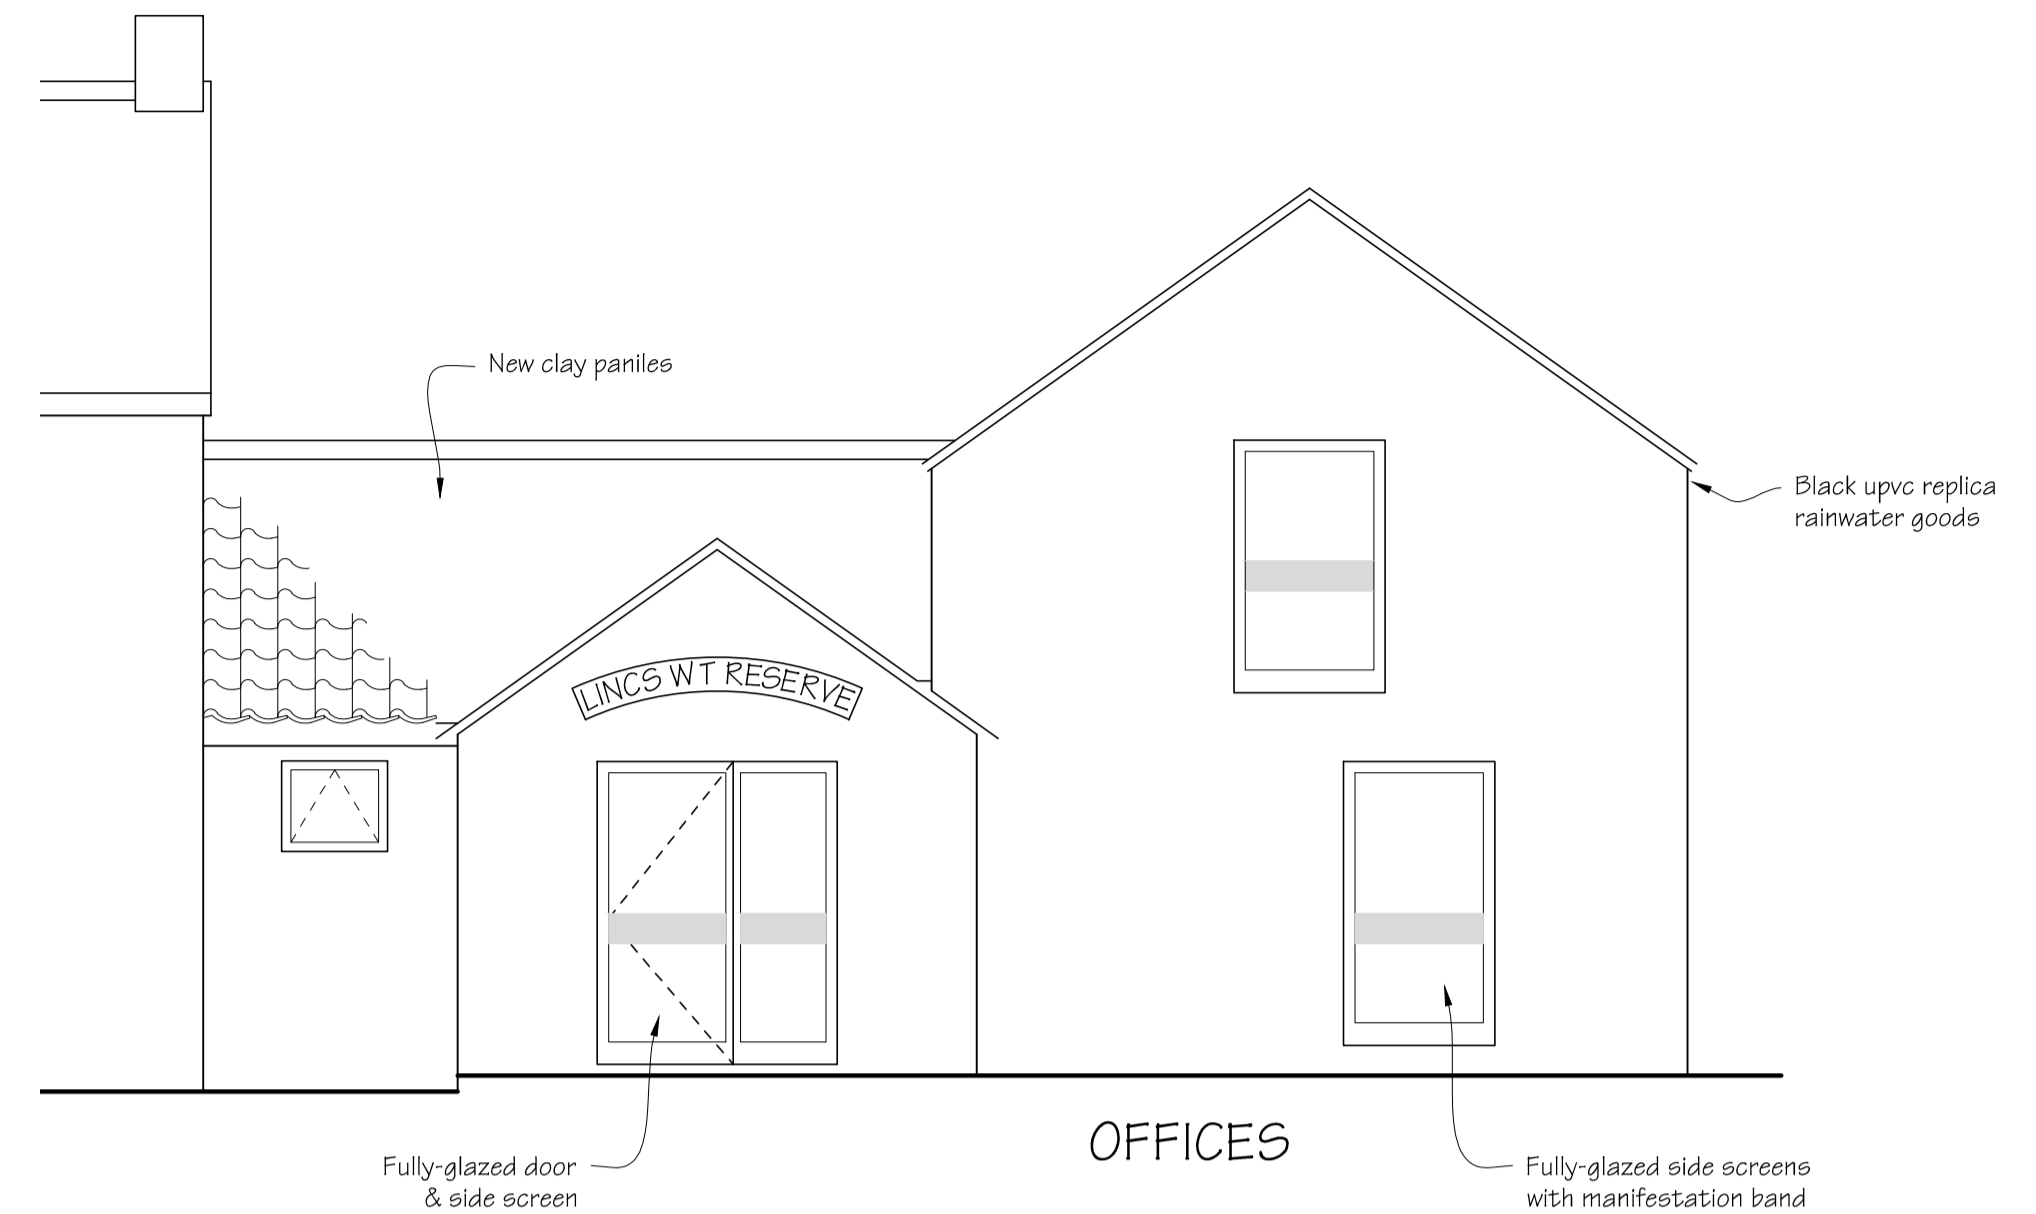 New clay paniles
Black upvc replica
rainwater goods
LINCS WT RESERVE
OFFICES
Fully-glazed door
& side screen
Fully-glazed side screens
with manifestation band